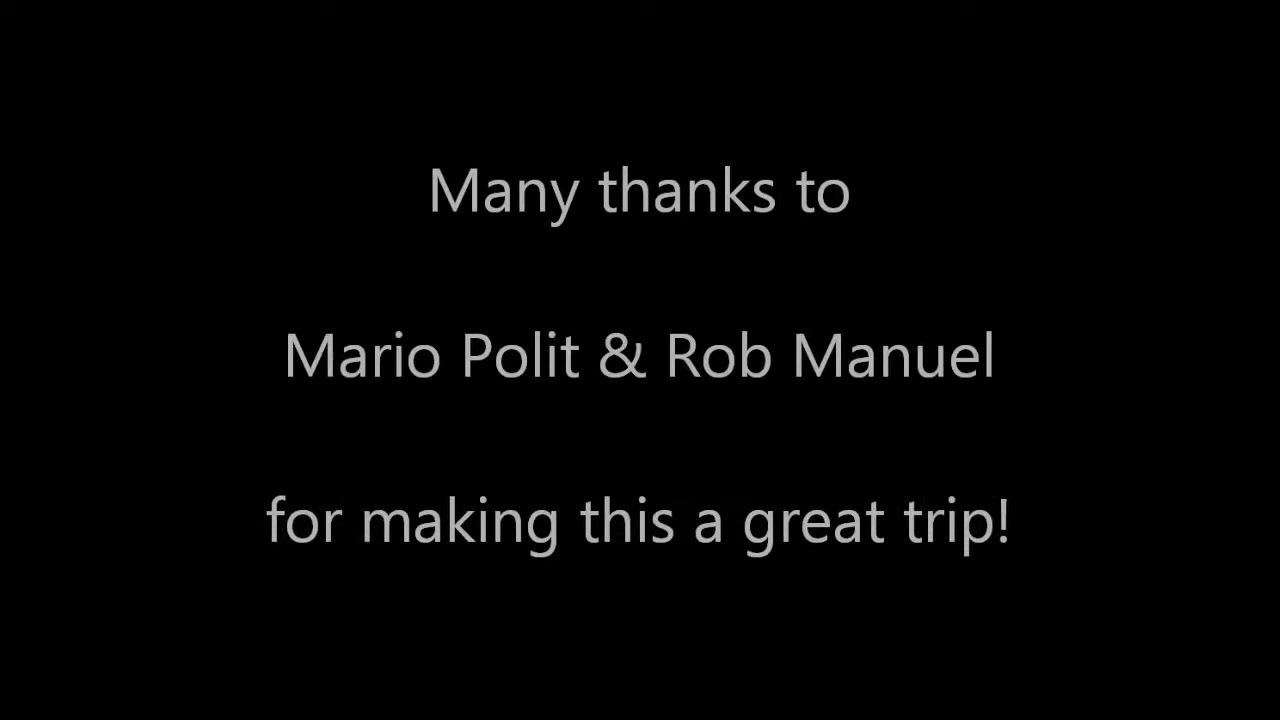 Many thanks to
Mario Polit & Rob Manuel
for making this a great trip!